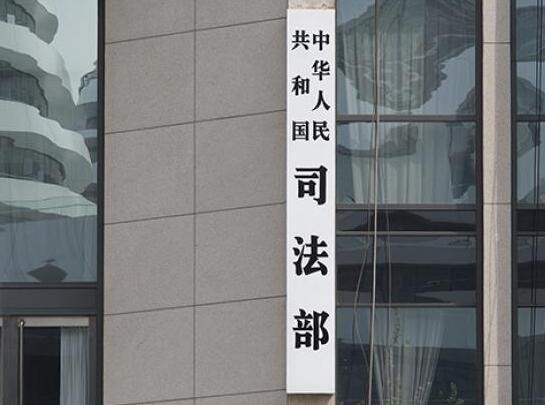 中华人民
共和国
司法部